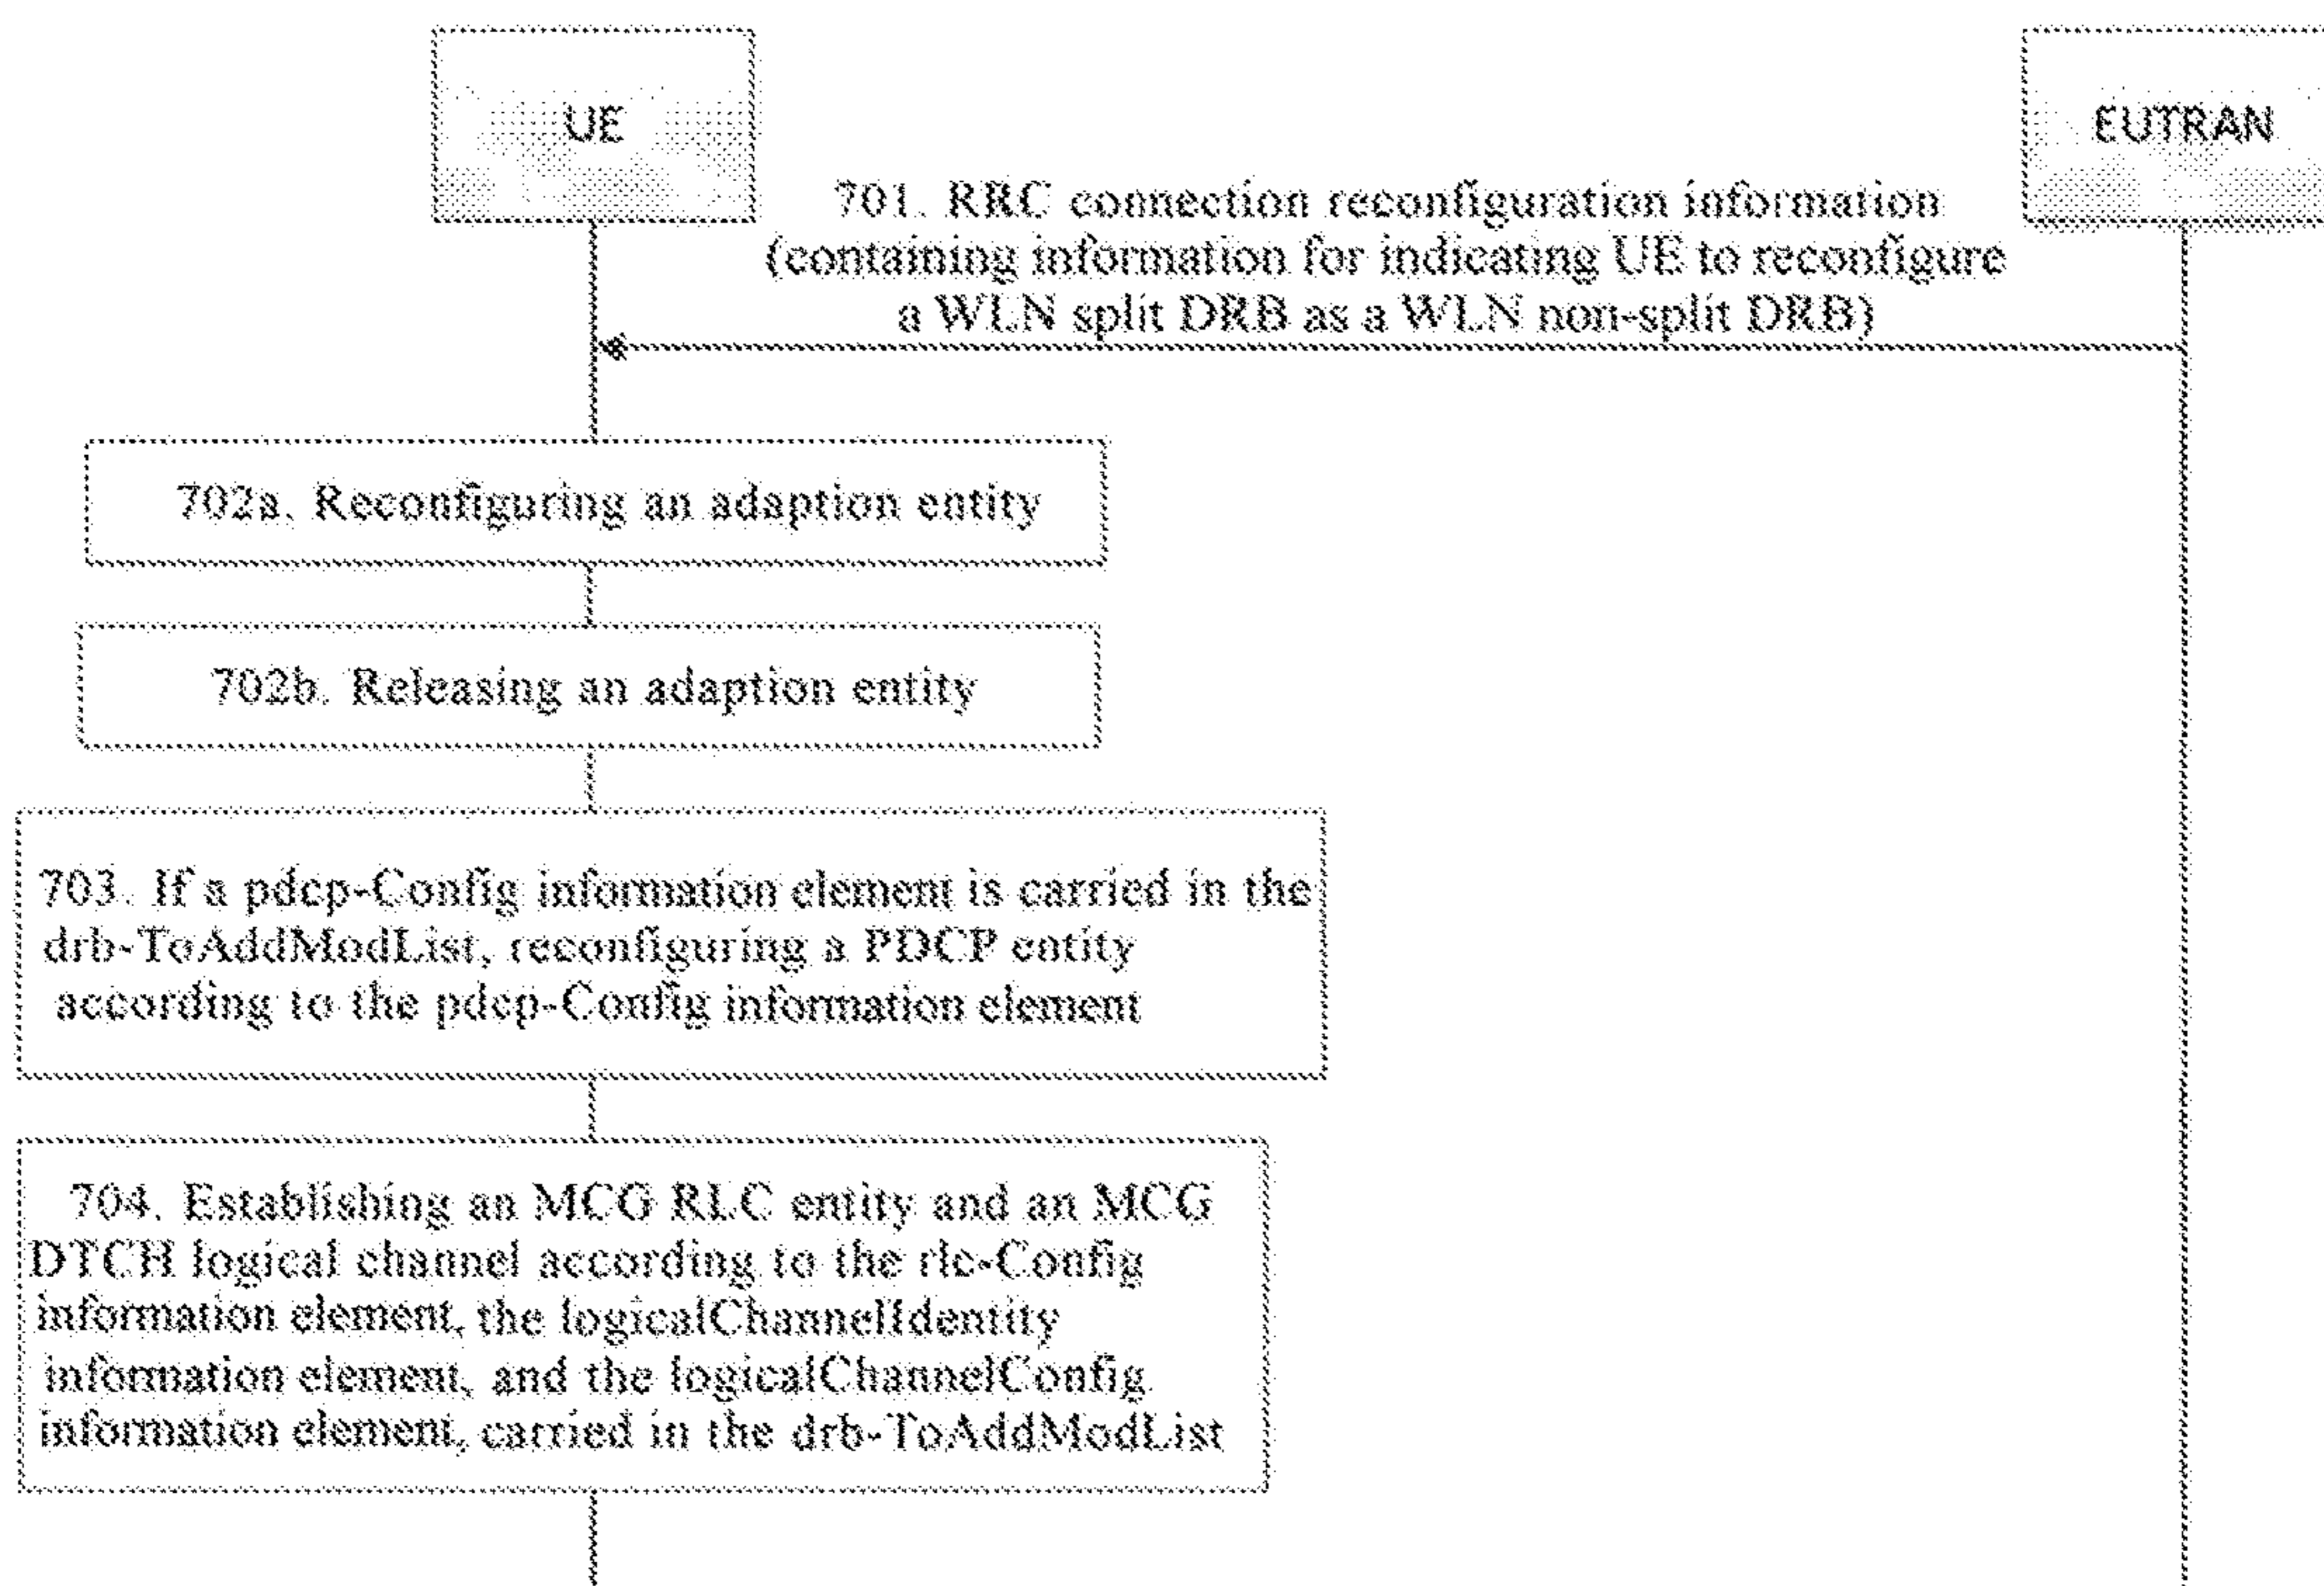 UE
EUTRAN
701. RRC connection reconfiguration information
(containing information for indicating UE to reconfigure
a WLN split DRB as a WLN non-split DRB)
702a. Reconfiguring an adaption entity
702b. Releasing an adaption entity
703. If a pdcp-Config information element is carried in the
drb-ToAddModList, reconfiguring a PDCP entity
according to the pdcp-Config information element
704. Establishing an MCG RLC entity and an MCG
DTCH logical channel according to the rlc-Config
information element, the logicalChannelIdentity
information element, and the logicalChannelConfig
information element, carried in the drb-ToAddModList